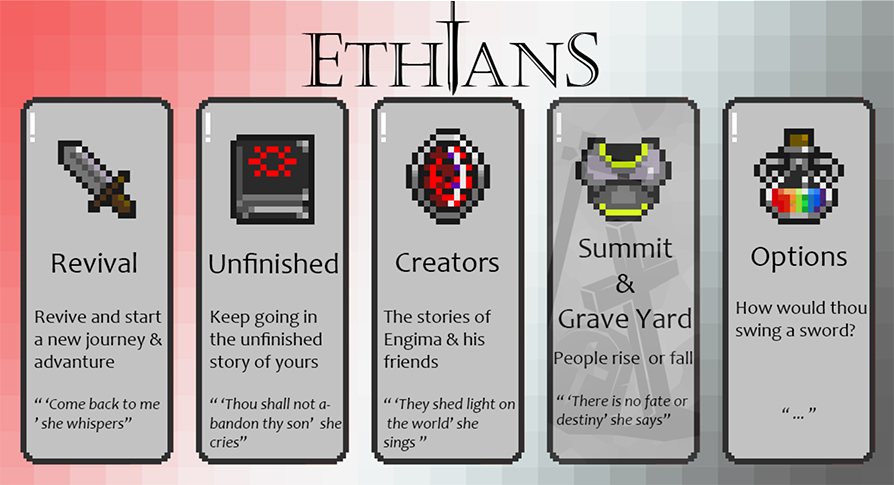 ETHIANS
!
Revival
Revive and start
a new journey &
advanture
“ ‘Come back to me
’ she whispers”
!
Unfinished
Keep going in
the unfinished
story of yours
“ ‘Thou shall not a-
bandon thy son’ she
cries”
!
Creators
The stories of
Engima & his
friends
“ ‘They shed light on
the world’ she
sings ”
!
Summit
&
Grave Yard
People rise or fall
“ ‘There is no fate or
destiny’ she says”
!
Options
How would thou
swing a sword?
“ ... ”